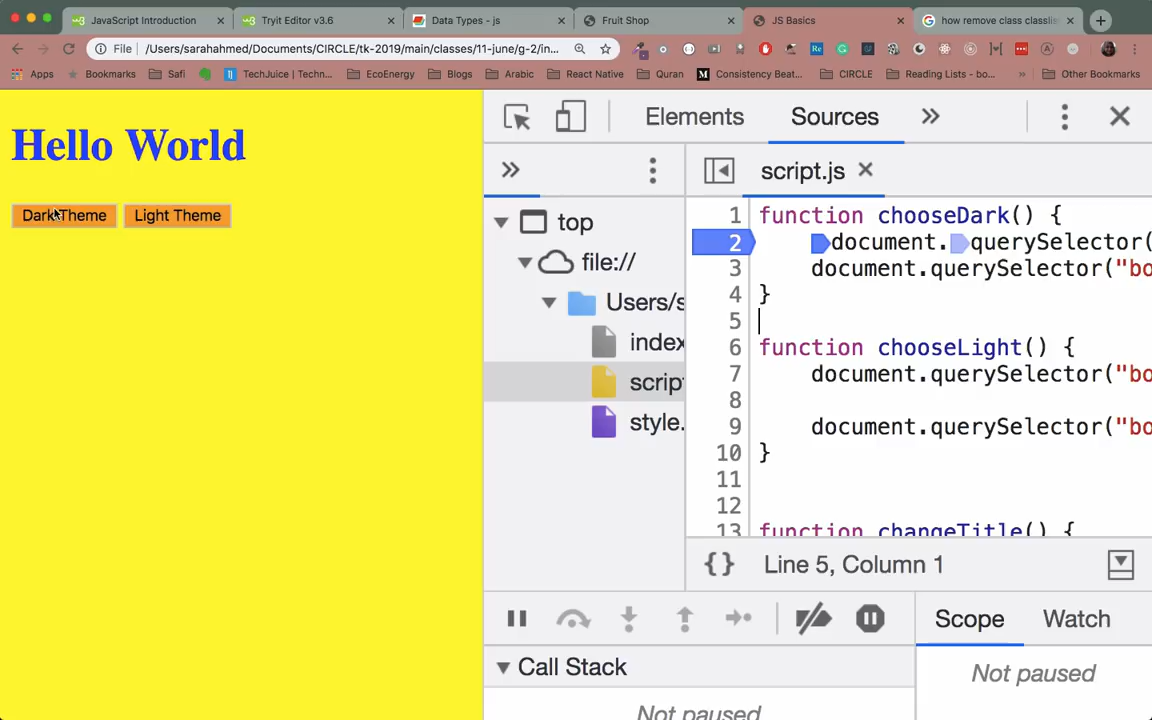 JavaScript Introduction
Tryit Editor v3.6
Data Types - js
Fruit Shop
JS Basics
how remove class classlis
File
/Users/sarahahmed/Documents/CIRCLE/tk-2019/main/classes/11-june/g-2/in...
Apps
Bookmarks
Safi
TechJuice | Techn...
EcoEnergy
Blogs
Arabic
React Native
Quran
Consistency Beat...
CIRCLE
Reading Lists - bo...
Other Bookmarks
Hello World
Dark Theme
Light Theme
Elements
Sources
script.js
top
file://
Users/s
index
script
style.
1 function chooseDark() {
2 document.querySelector(
3 document.querySelector("bo
4 }
5
6 function chooseLight() {
7 document.querySelector("bo
8
9 document.querySelector("bo
10 }
11
12
13 function changeTitle() {
{} Line 5, Column 1
Scope
Watch
Call Stack
Not paused
Not paused